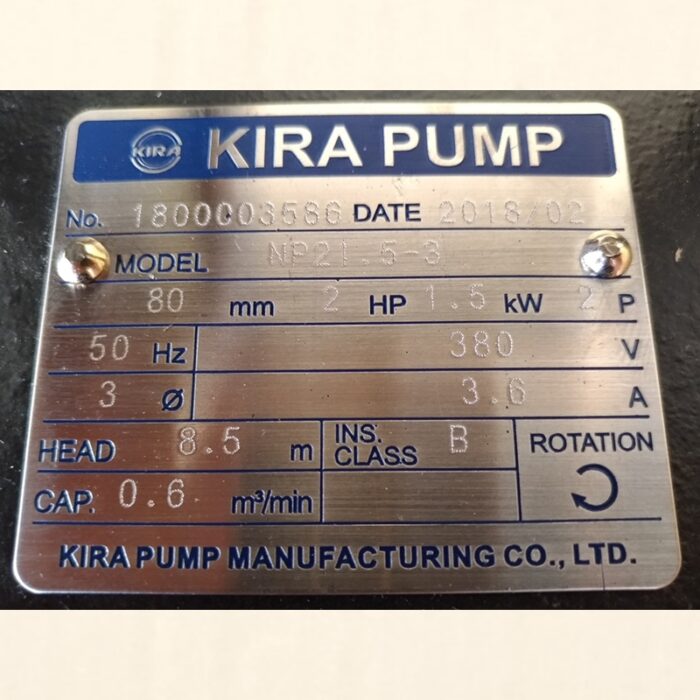 KIRA KIRA PUMP
No. 1800003586 DATE 2018/02
MODEL NP21.5-3
80 mm 2 HP 1.5 kW 2 P
50 Hz 380 V
3 Ø 3.6 A
HEAD 8.5 m INS. CLASS B ROTATION
CAP. 0.6 m³/min
KIRA PUMP MANUFACTURING CO., LTD.